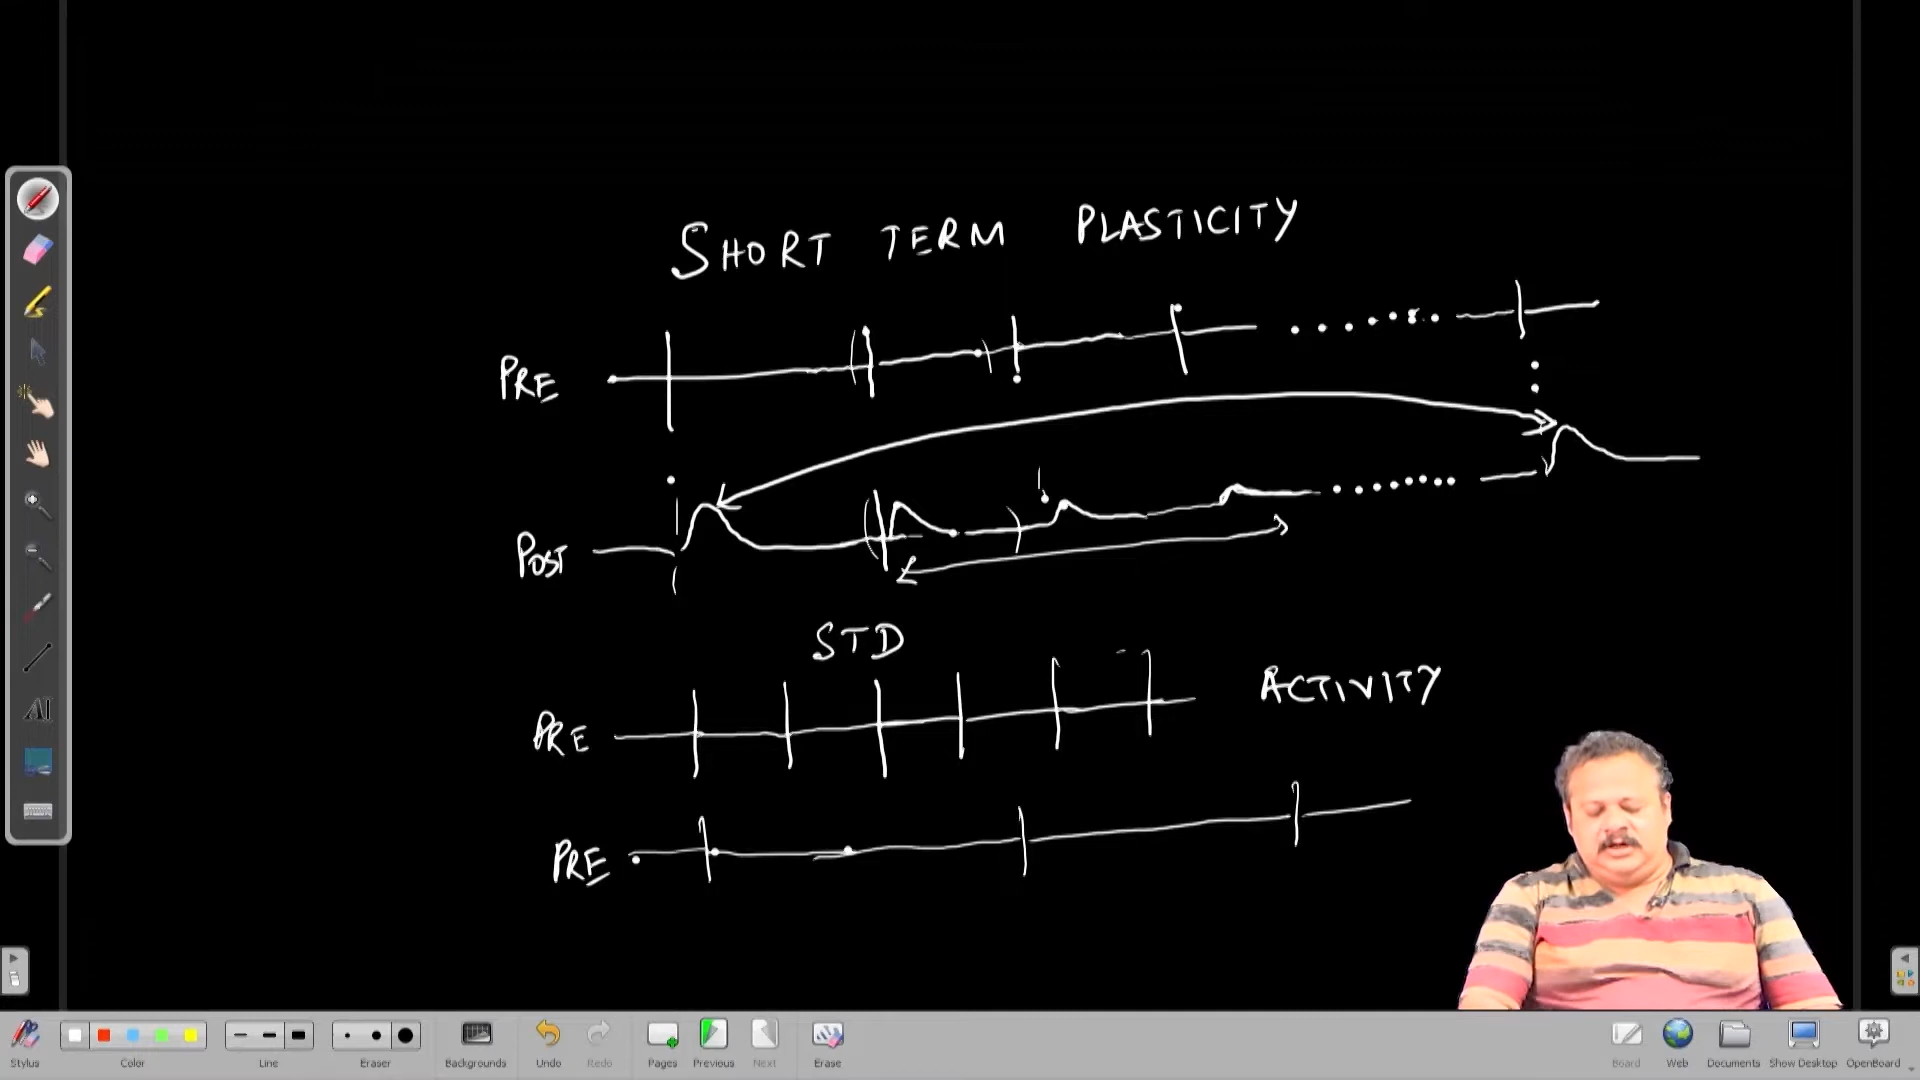 SHORT TERM PLASTICITY
PRE
POST
STD
PRE
ACTIVITY
PRE
Stylus
Color
Line
Eraser
Backgrounds
Undo
Redo
Pages
Previous
Next
Erase
Board
Web
Documents
Show Desktop
OpenBoard